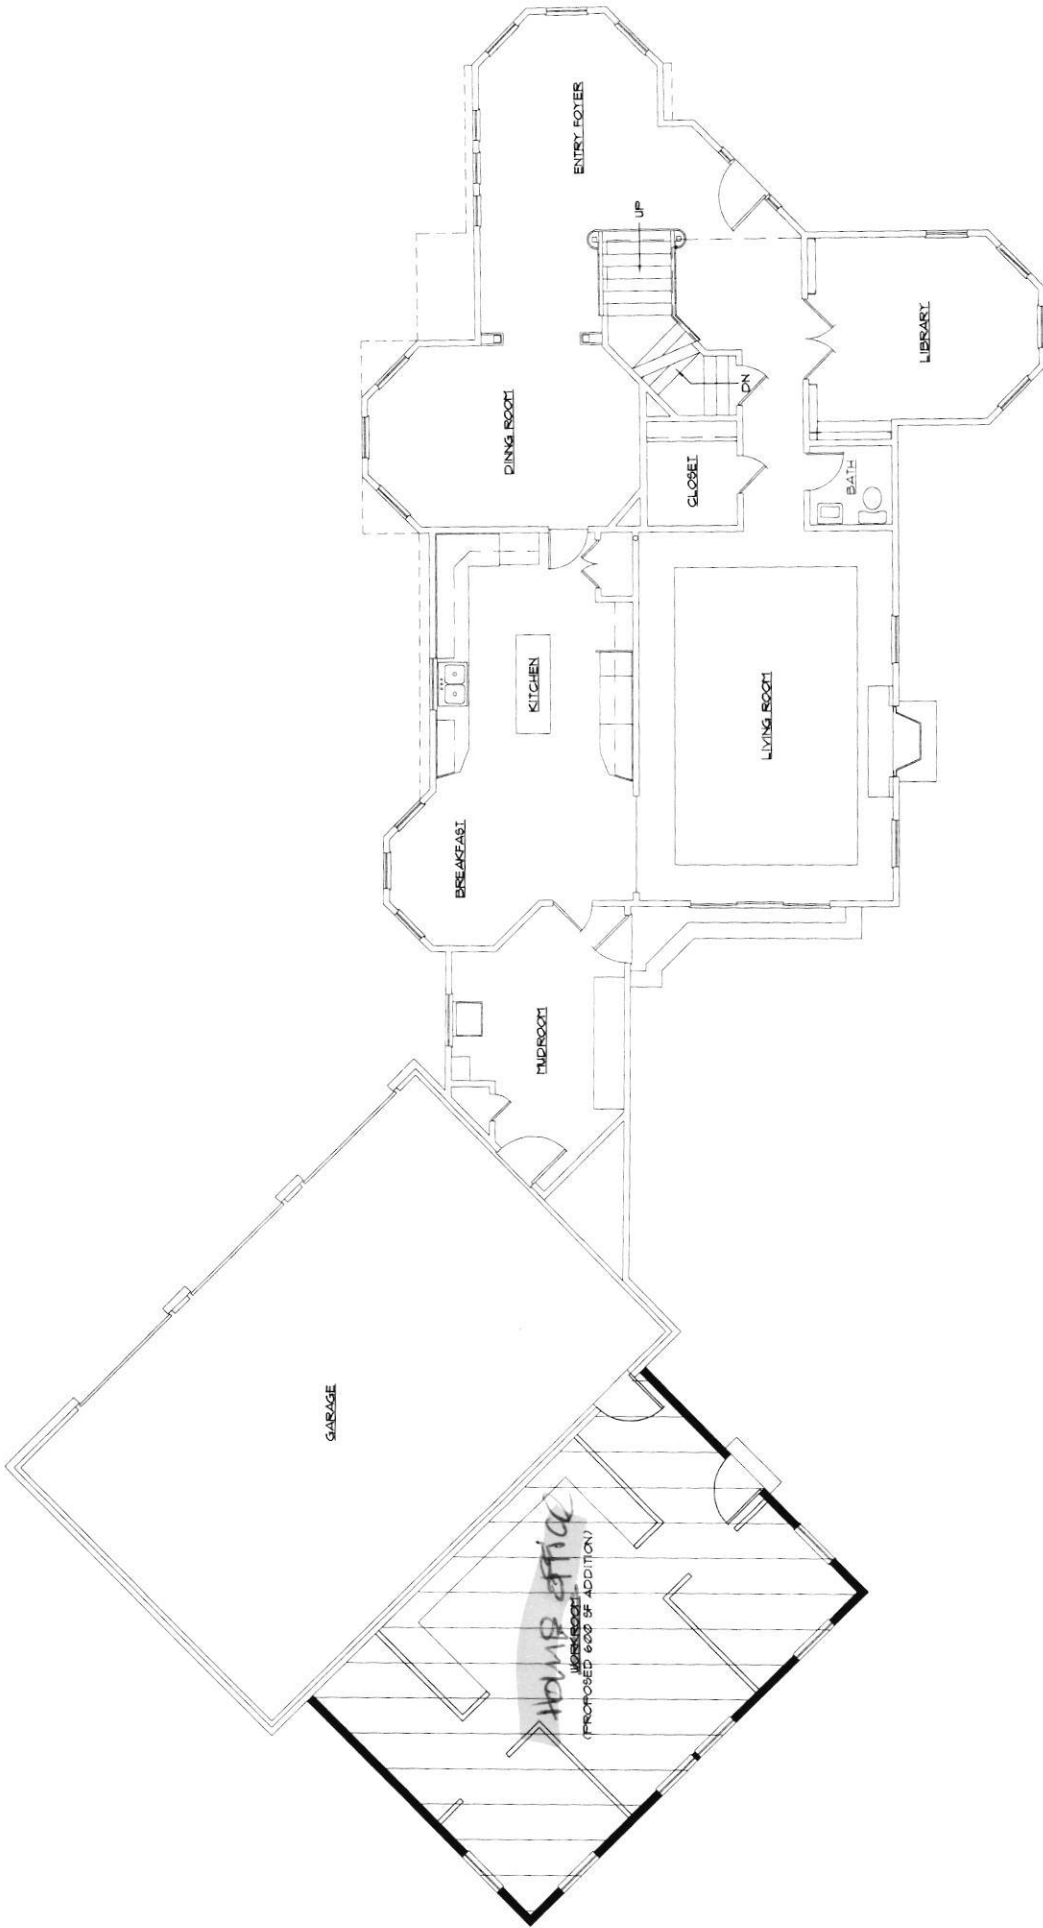 ENTRY FOYER
UP
DINNG ROOM
DN
LIBRARY
CLOSET
BATH
KITCHEN
LIVING ROOM
BREAKFAST
MUDROOM
GARAGE
Home office
WORKROOM
(PROPOSED 600 SF ADDITION)